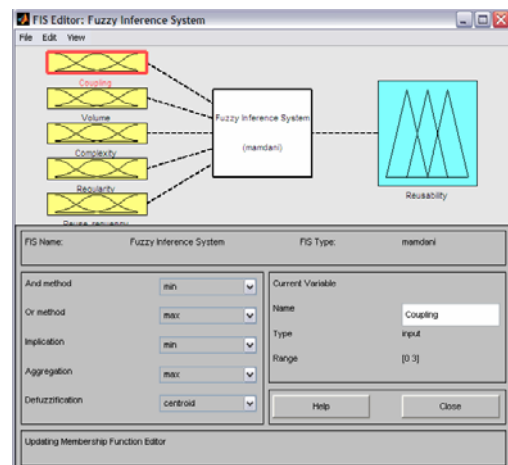 FIS Editor: Fuzzy Inference System
File Edit View
Coupling
Volume
Complexity
Regularity
Fuzzy Inference System
(mamdani)
Reusability
FIS Name: Fuzzy Inference System FIS Type: mamdani
And method min
Or method max
Implication min
Aggregation max
Defuzzification centroid
Current Variable
Name Coupling
Type input
Range [0 3]
Help Close
Updating Membership Function Editor